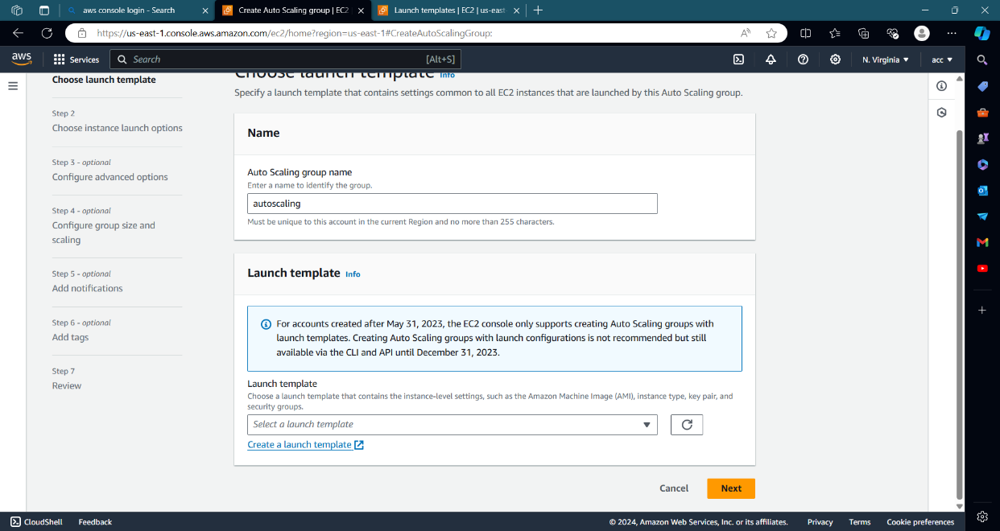 aws console login - Search
Create Auto Scaling group | EC2
Launch templates | EC2 | us-east
https://us-east-1.console.aws.amazon.com/ec2/home?region=us-east-1#CreateAutoScalingGroup:
aws
Services
Search
[Alt+S]
N. Virginia
acc
Choose launch template
Step 2
Choose instance launch options
Step 3 - optional
Configure advanced options
Step 4 - optional
Configure group size and
scaling
Step 5 - optional
Add notifications
Step 6 - optional
Add tags
Step 7
Review
Choose launch template Info
Specify a launch template that contains settings common to all EC2 instances that are launched by this Auto Scaling group.
Name
Auto Scaling group name
Enter a name to identify the group.
autoscaling
Must be unique to this account in the current Region and no more than 255 characters.
Launch template Info
For accounts created after May 31, 2023, the EC2 console only supports creating Auto Scaling groups with
launch templates. Creating Auto Scaling groups with launch configurations is not recommended but still
available via the CLI and API until December 31, 2023.
Launch template
Choose a launch template that contains the instance-level settings, such as the Amazon Machine Image (AMI), instance type, key pair, and
security groups.
Select a launch template
Create a launch template
Cancel
Next
CloudShell
Feedback
© 2024, Amazon Web Services, Inc. or its affiliates.
Privacy
Terms
Cookie preferences